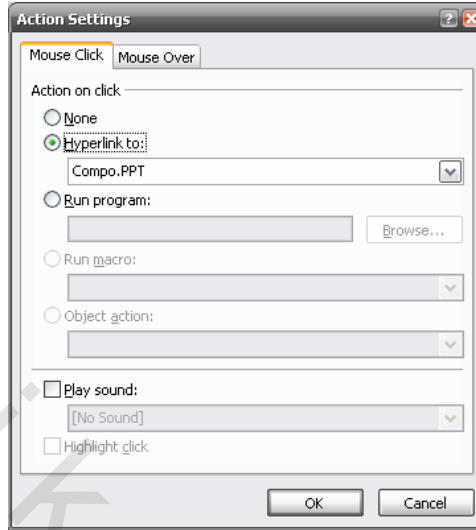 Action Settings
Mouse Click Mouse Over
Action on click
None
Hyperlink to:
Compo.PPT
Run program:
Browse...
Run macro:
Object action:
Play sound:
[No Sound]
Highlight click
OK Cancel